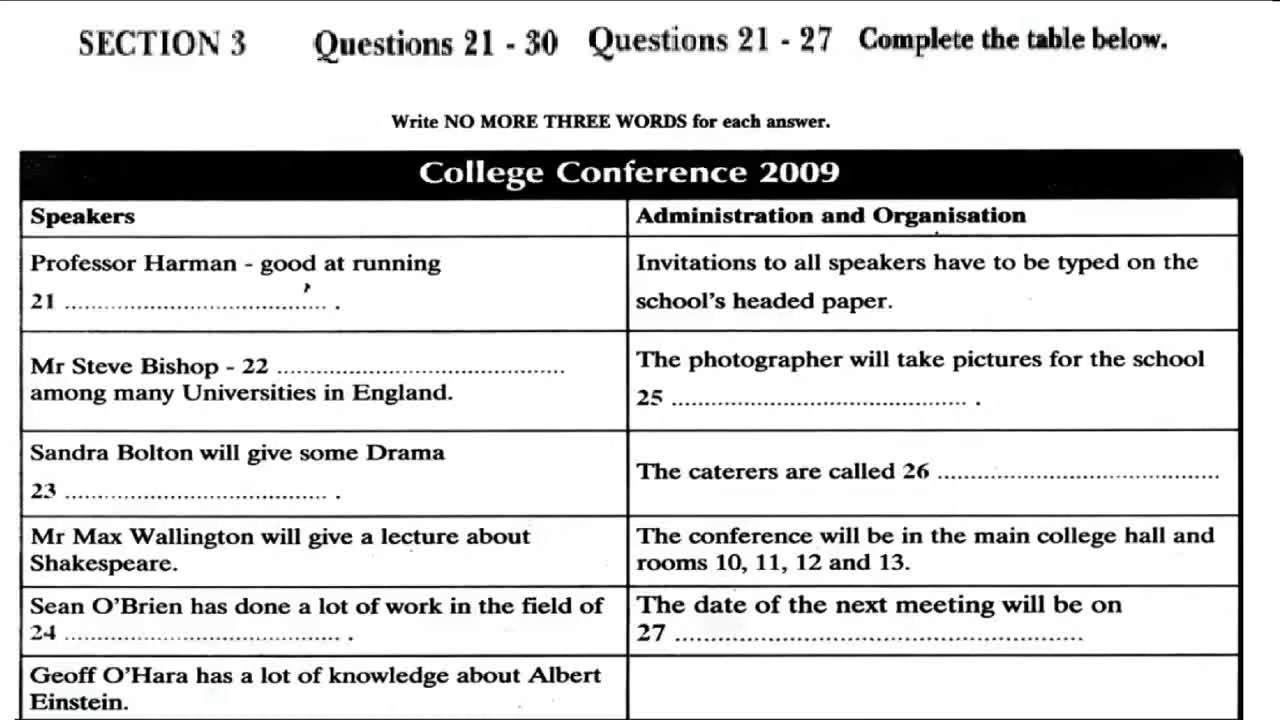 SECTION 3 Questions 21 - 30 Questions 21 - 27 Complete the table below.
Write NO MORE THREE WORDS for each answer.
College Conference 2009
Speakers
Administration and Organisation
Professor Harman - good at running
21 ........................................ .
Invitations to all speakers have to be typed on the
school's headed paper.
Mr Steve Bishop - 22 ............................................
among many Universities in England.
The photographer will take pictures for the school
25 ............................................. .
Sandra Bolton will give some Drama
23 ........................................ .
The caterers are called 26 ...........................................
Mr Max Wallington will give a lecture about
Shakespeare.
The conference will be in the main college hall and
rooms 10, 11, 12 and 13.
Sean O'Brien has done a lot of work in the field of
24 .......................................... .
The date of the next meeting will be on
27 ..............................................................
Geoff O'Hara has a lot of knowledge about Albert
Einstein.